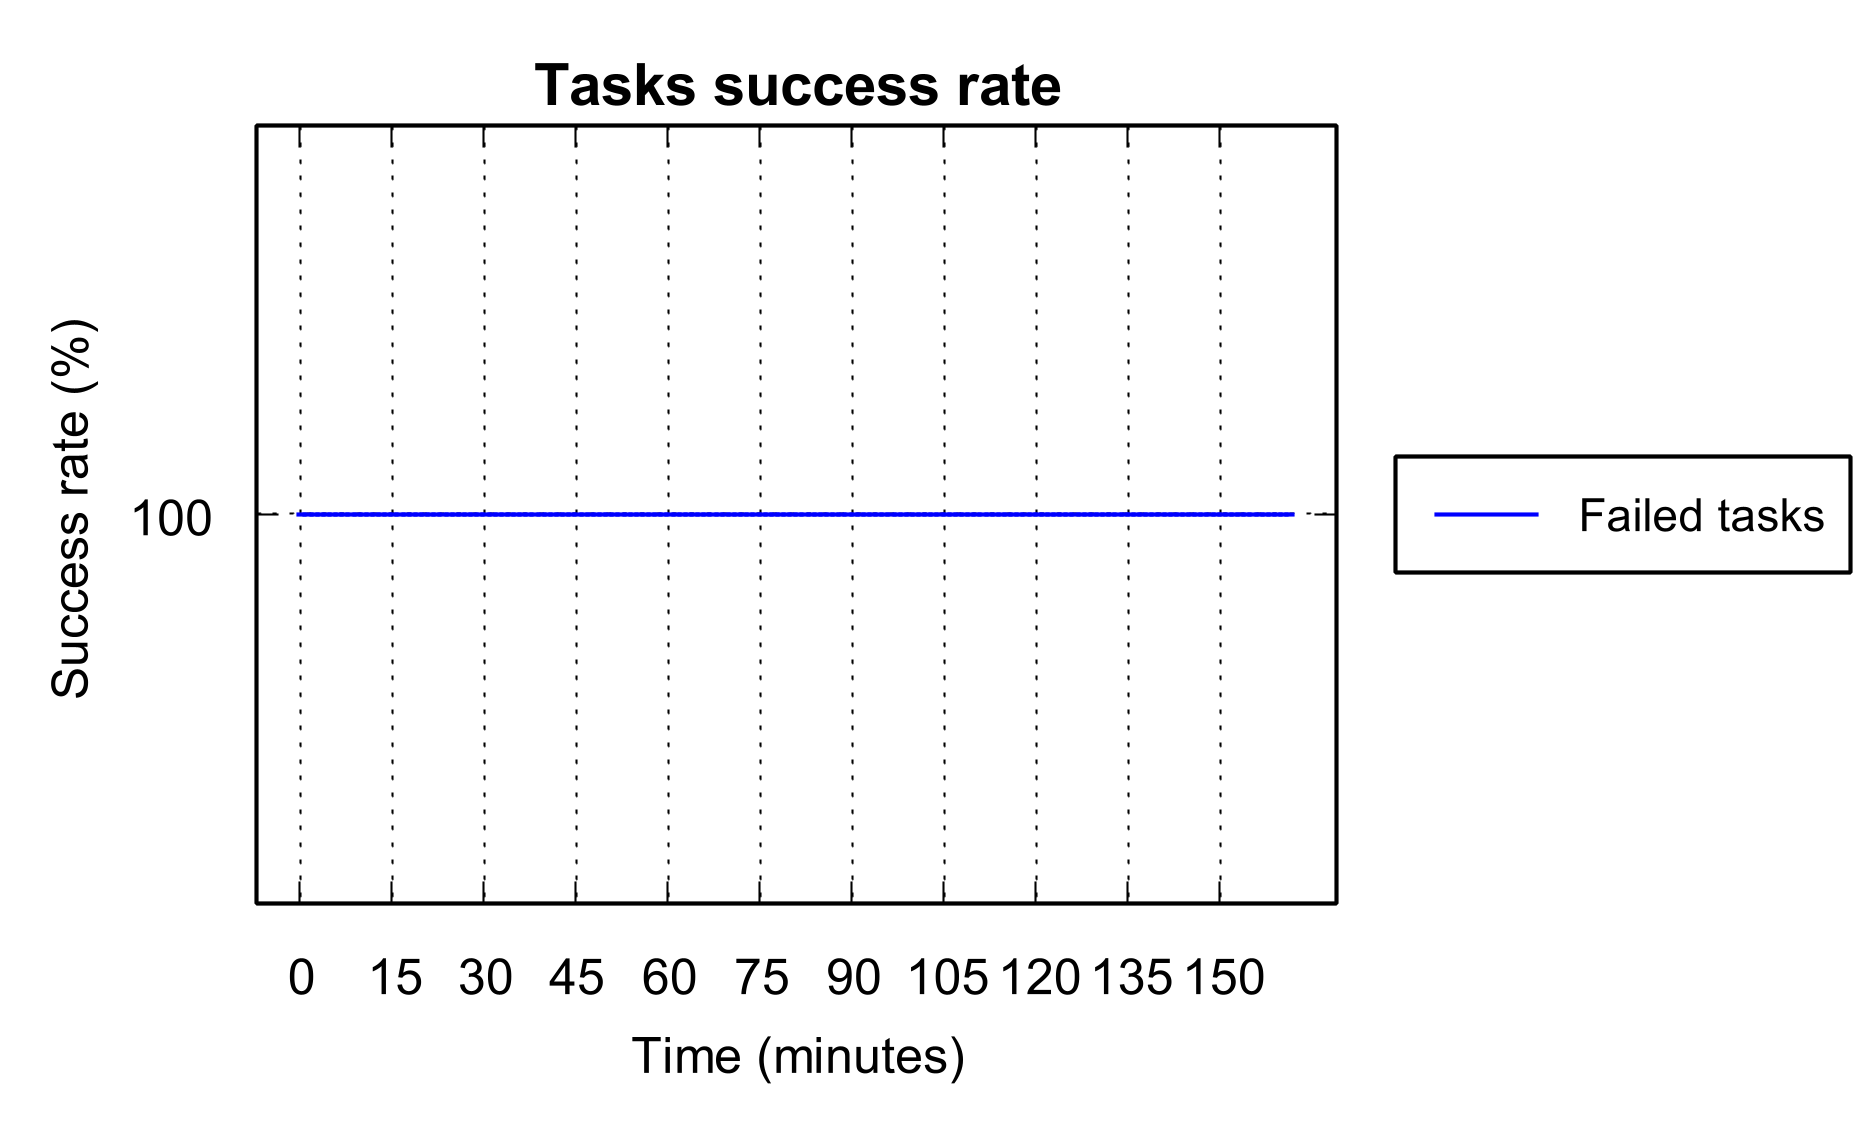 Tasks success rate
Success rate (%)
100
Failed tasks
0 15 30 45 60 75 90 105 120 135 150
Time (minutes)